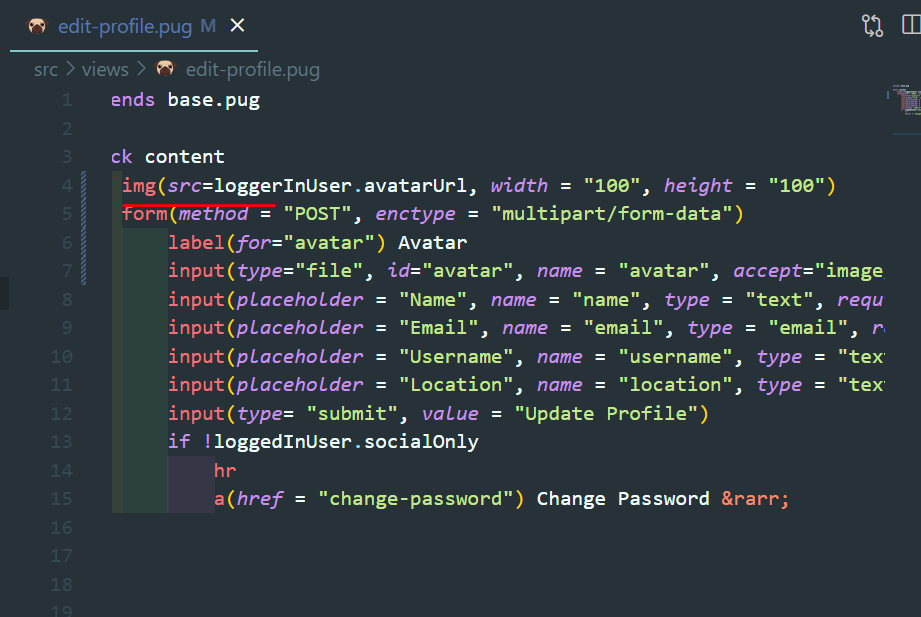 edit-profile.pug M
src > views > edit-profile.pug
1 ends base.pug
2
3 ck content
4 img(src=loggerInUser.avatarUrl, width = "100", height = "100")
5 form(method = "POST", enctype = "multipart/form-data")
6 label(for="avatar") Avatar
7 input(type="file", id="avatar", name = "avatar", accept="image
8 input(placeholder = "Name", name = "name", type = "text", requ
9 input(placeholder = "Email", name = "email", type = "email", r
10 input(placeholder = "Username", name = "username", type = "tex
11 input(placeholder = "Location", name = "location", type = "tex
12 input(type= "submit", value = "Update Profile")
13 if !loggedInUser.socialOnly
14 hr
15 a(href = "change-password") Change Password &rarr;
16
17
18
19